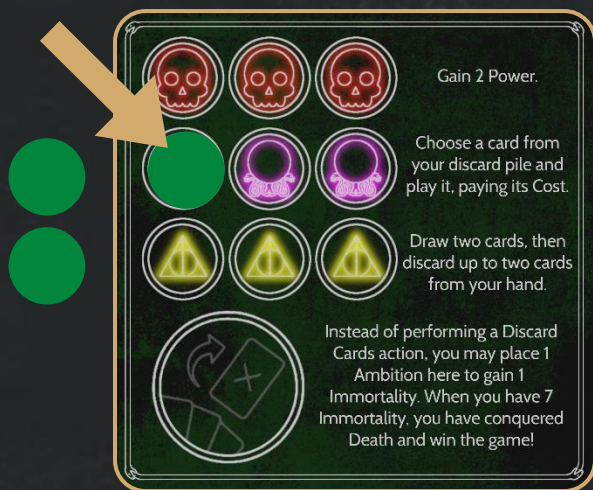 Gain 2 Power.
Choose a card from
your discard pile and
play it, paying its Cost.
Draw two cards, then
discard up to two cards
from your hand.
Instead of performing a Discard
Cards action, you may place 1
Ambition here to gain 1
Immortality. When you have 7
Immortality, you have conquered
Death and win the game!